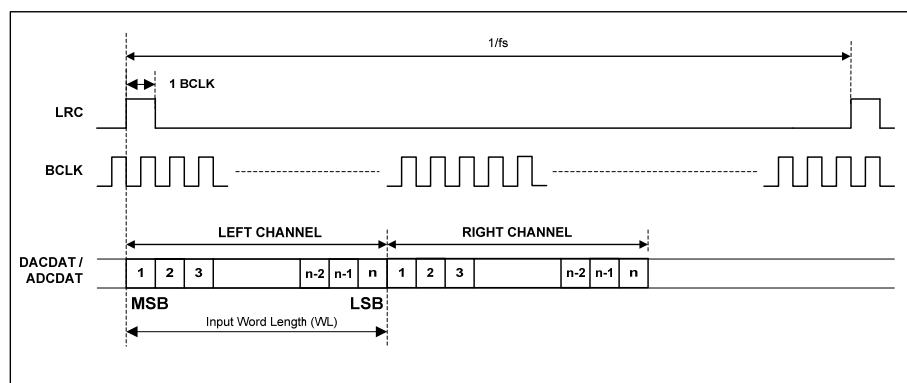 1/fs
1 BCLK
LRC
BCLK
LEFT CHANNEL RIGHT CHANNEL
DACDAT /
ADCDAT
1 2 3 n-2 n-1 n 1 2 3 n-2 n-1 n
MSB LSB
Input Word Length (WL)